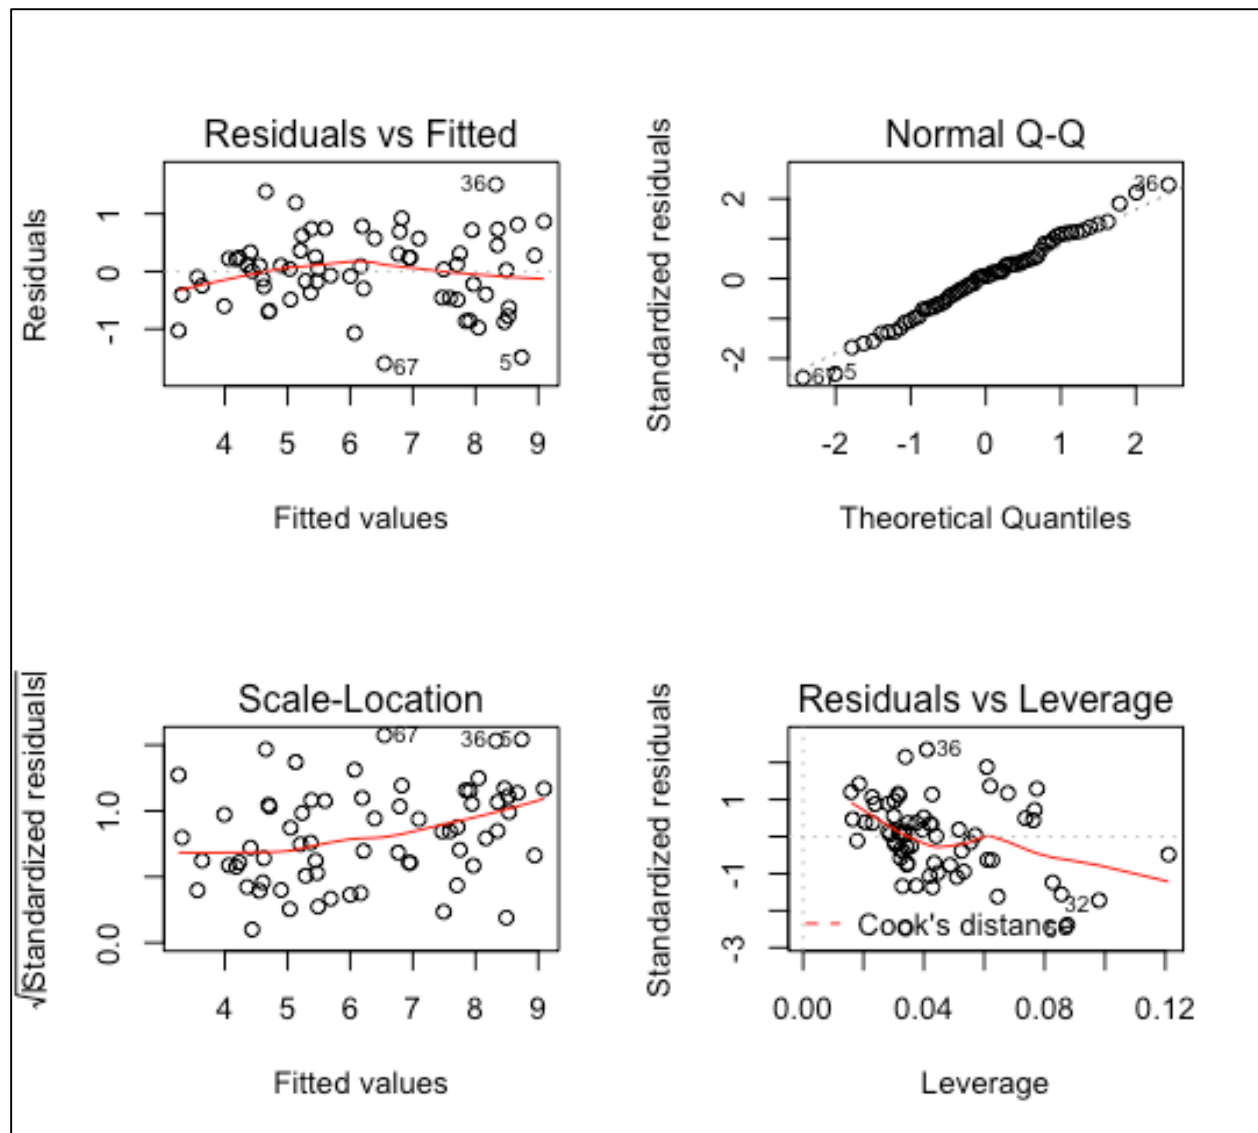 Residuals vs Fitted
Residuals
1
0
-1
36
67
5
4 5 6 7 8 9
Fitted values
Normal Q-Q
Standardized residuals
2
0
-2
36
67
5
-2 -1 0 1 2
Theoretical Quantiles
Scale-Location
√|Standardized residuals|
1.0
0.0
67
36
5
4 5 6 7 8 9
Fitted values
Residuals vs Leverage
Standardized residuals
1
-1
-3
36
32
Cook's distance
0.00 0.04 0.08 0.12
Leverage